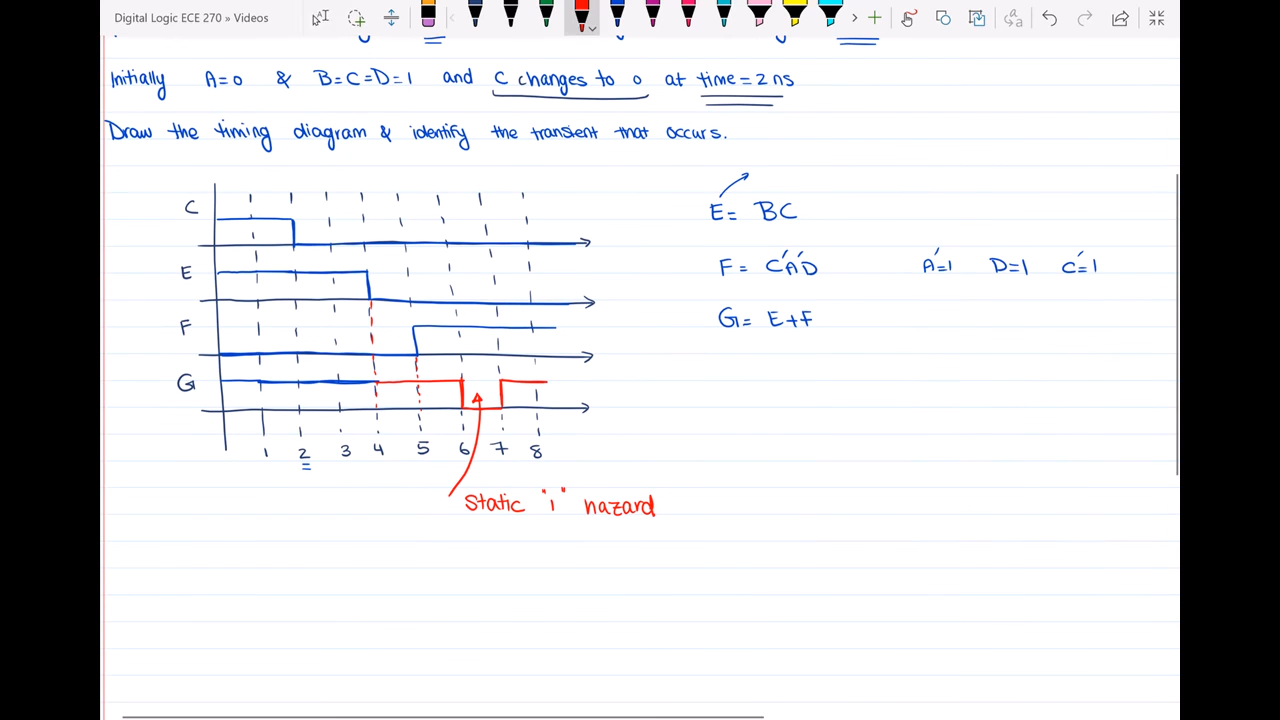 Digital Logic ECE 270 » Videos
Initially A=0 & B=C=D=1 and C changes to 0 at time=2ns
Draw the timing diagram & identify the transient that occurs.
C
E
F
G
1 2 3 4 5 6 7 8
Static "1" hazard
E= BC
F= C'A'D A'=1 D=1 C'=1
G= E+F